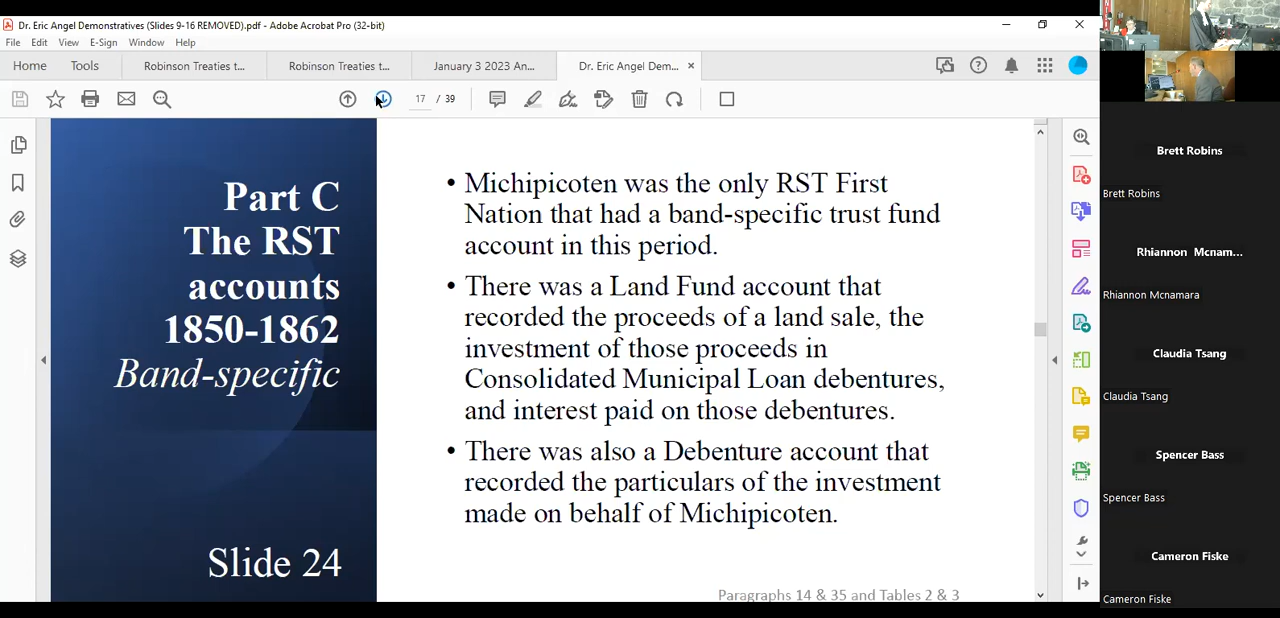 Dr. Eric Angel Demonstratives (Slides 9-16 REMOVED).pdf - Adobe Acrobat Pro (32-bit)
File Edit View E-Sign Window Help
Home Tools Robinson Treaties t... Robinson Treaties t... January 3 2023 An... Dr. Eric Angel Dem... ×
17 / 39
Part C
The RST
accounts
1850-1862
Band-specific
Slide 24
• Michipicoten was the only RST First
Nation that had a band-specific trust fund
account in this period.
• There was a Land Fund account that
recorded the proceeds of a land sale, the
investment of those proceeds in
Consolidated Municipal Loan debentures,
and interest paid on those debentures.
• There was also a Debenture account that
recorded the particulars of the investment
made on behalf of Michipicoten.
Paragraphs 14 & 35 and Tables 2 & 3
Brett Robins
Brett Robins
Rhiannon Mcnam...
Rhiannon Mcnamara
Claudia Tsang
Claudia Tsang
Spencer Bass
Spencer Bass
Cameron Fiske
Cameron Fiske